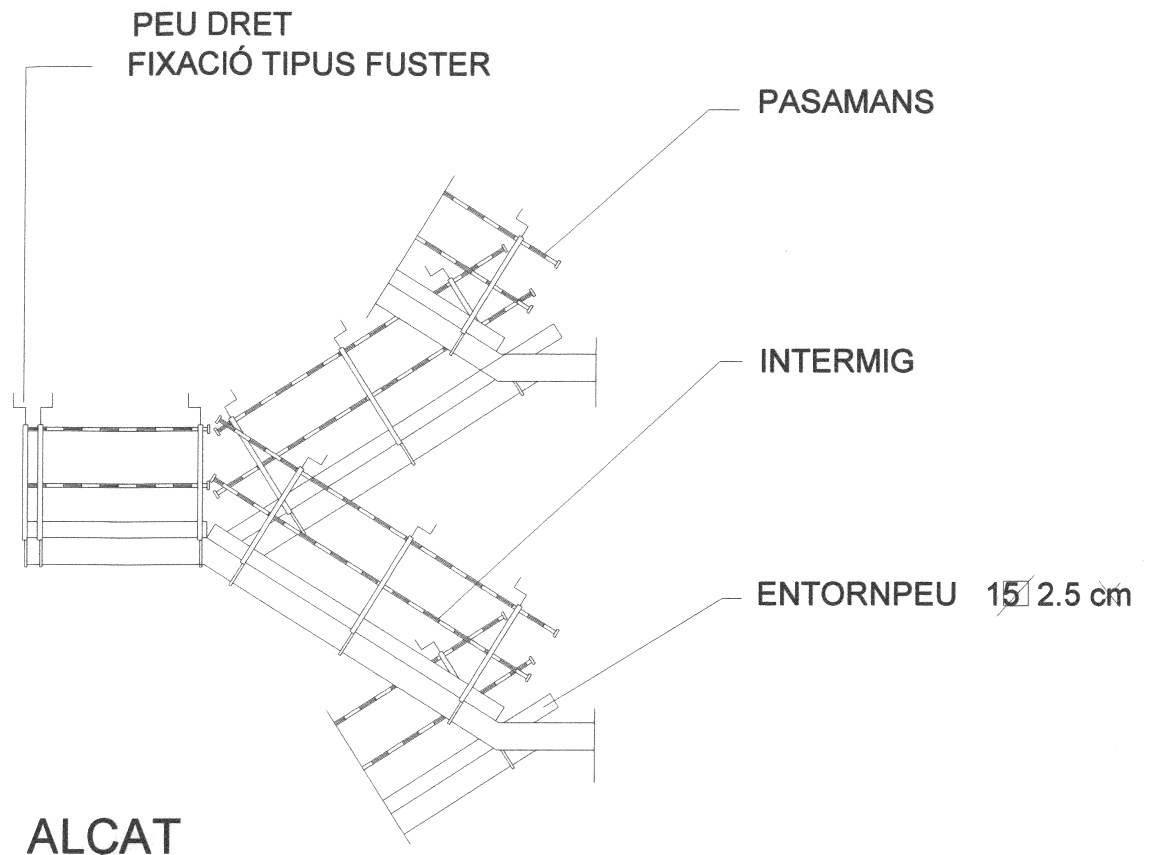 PEU DRET
FIXACIÓ TIPUS FUSTER
PASAMANS
INTERMIG
ENTORNPEU 15 2.5 cm
ALCAT